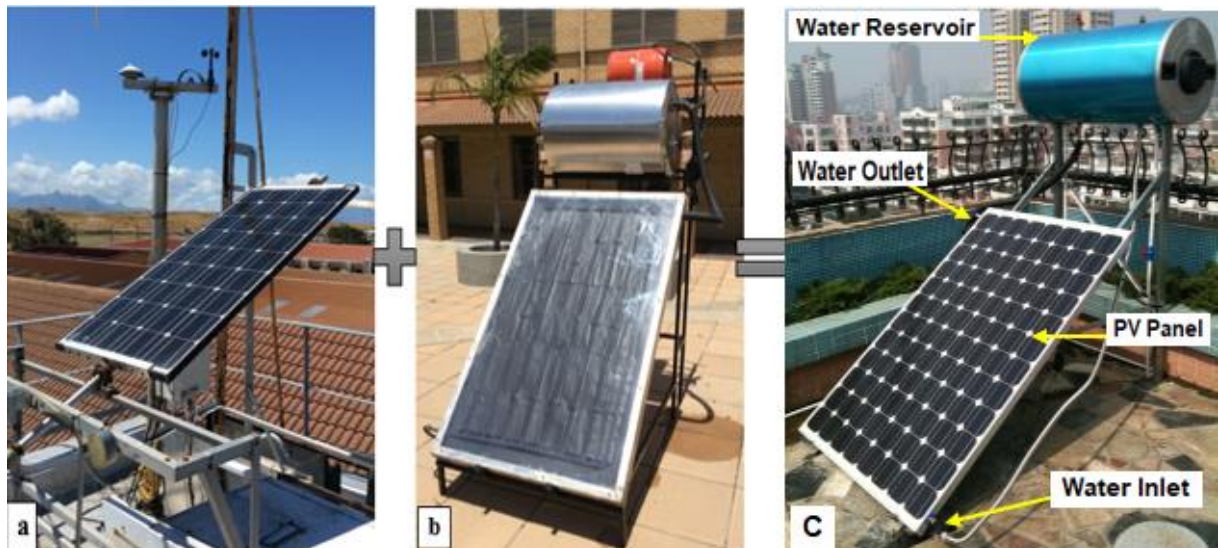 a
b
Water Reservoir
Water Outlet
PV Panel
Water Inlet
C